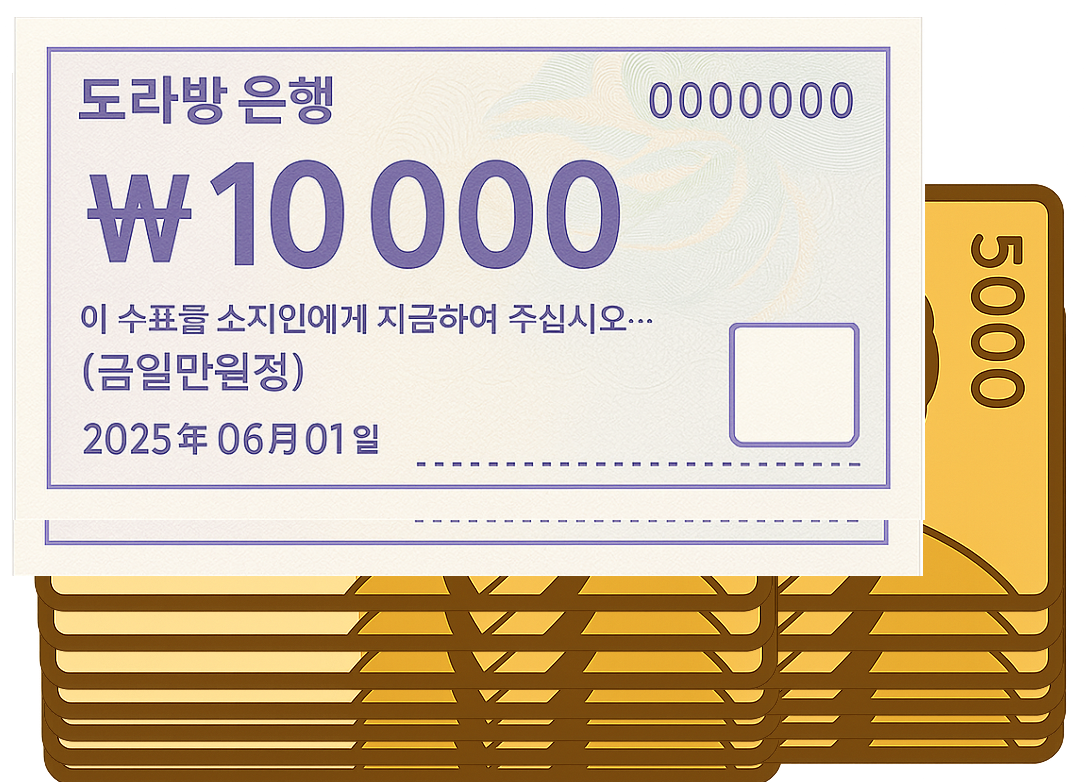 도라방 은행 0000000
₩10 000
이 수표를 소지인에게 지금하여 주십시오…
(금일만원정)
2025年 06月 01일
5000